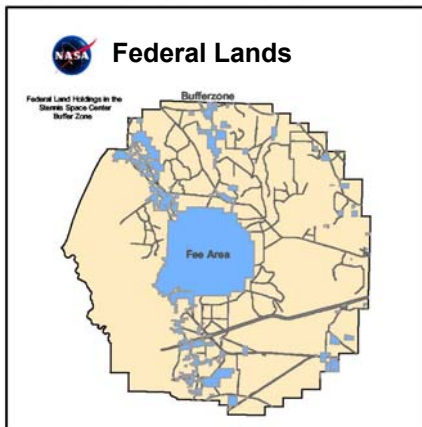 NASA
Federal Lands
Federal Land Holdings in the
Stennis Space Center
Buffer Zone
Bufferzone
Fee Area